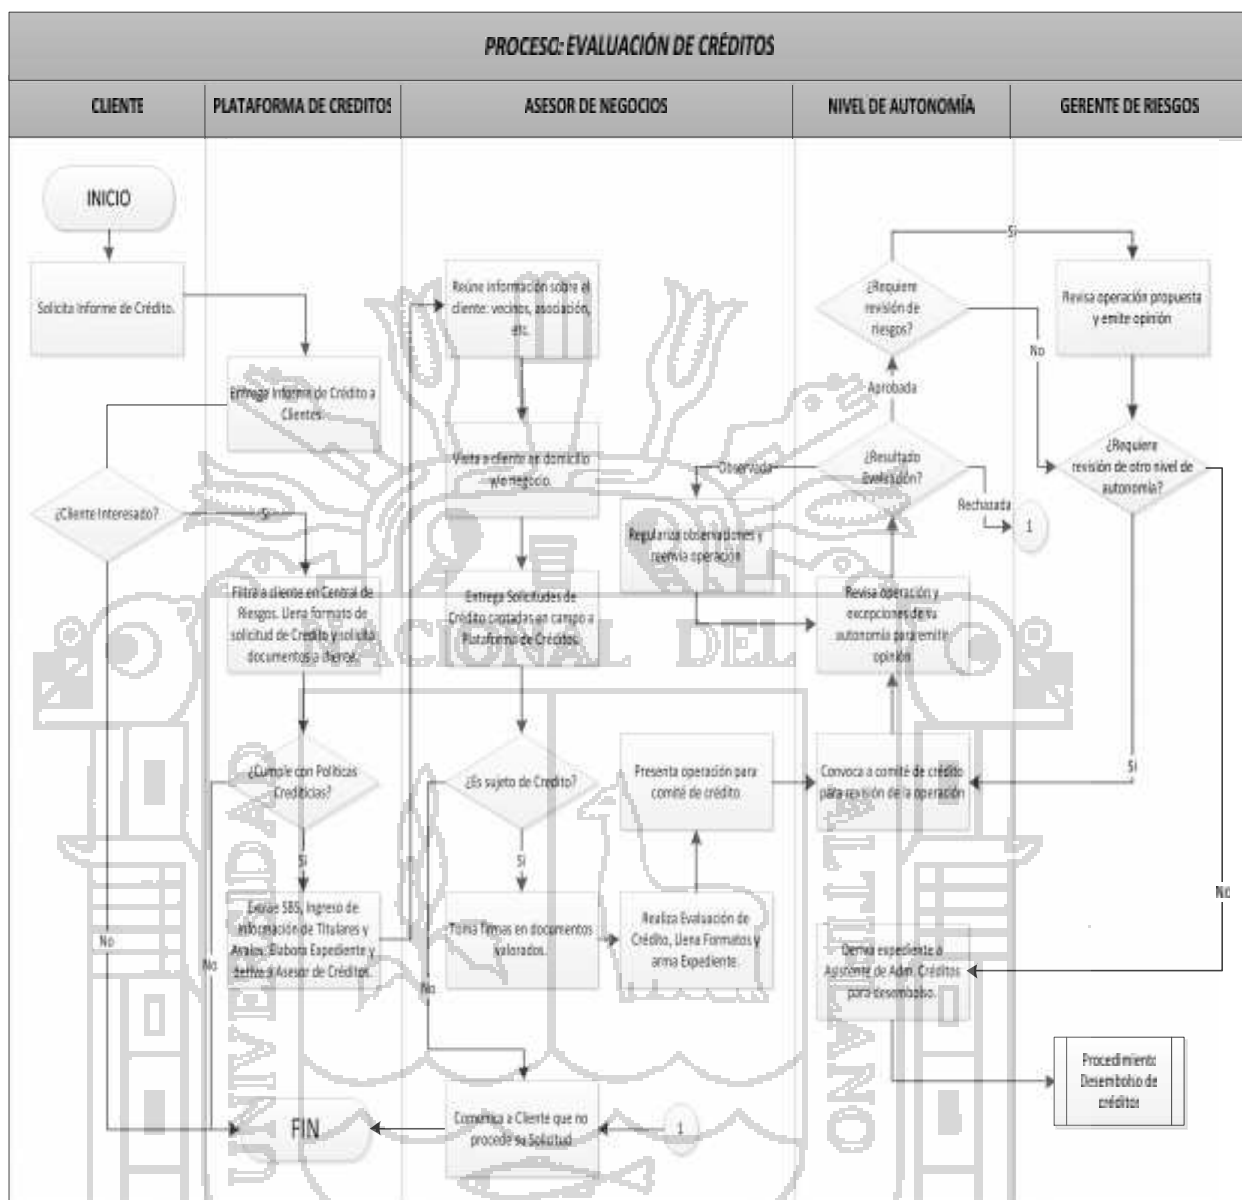 PROCESO: EVALUACIÓN DE CRÉDITOS
CLIENTE
PLATAFORMA DE CREDITOS
ASESOR DE NEGOCIOS
NIVEL DE AUTONOMÍA
GERENTE DE RIESGOS
INICIO
Solicita Informe de Crédito.
Entrega Informe de Crédito a
Clientes.
¿Cliente Interesado?
Si
No
Filtra a cliente en Central de
Riesgos. Llena formato de
solicitud de Credito y solicita
documentos a cliente.
¿Cumple con Políticas
Crediticias?
Si
No
Extrae SBS, Ingreso de
Información de Titulares y
Avales. Elabora Expediente y
deriva a Asesor de Créditos.
FIN
Reúne información sobre el
cliente: vecinos, asociación,
etc.
Visita a cliente en domicilio
y/o negocio.
Entrega Solicitudes de
Crédito captadas en campo a
Plataforma de Créditos.
¿Es sujeto de Credito?
Si
No
Toma firmas en documentos
valorados.
Realiza Evaluación de
Crédito, Llena Formatos y
arma Expediente.
Presenta operación para
comité de crédito
Comunica a Cliente que no
procede su Solicitud
1
Regulariza observaciones y
reenvía operación
Observada
¿Requiere
revisión de
riesgos?
Si
No
Aprobada
¿Resultado
Evaluación?
Rechazada
1
Revisa operación y
excepciones de su
autonomía para emitir
opinión
Convoca a comité de crédito
para revisión de la operación
Deriva expediente a
Asistente de Adm. Créditos
para desembolso.
Revisa operación propuesta
y emite opinión
¿Requiere
revisión de otro nivel de
autonomía?
Si
No
Procedimiento
Desembolso de
créditos
UNIVERSIDAD
NACIONAL DEL
ALTIPLANO